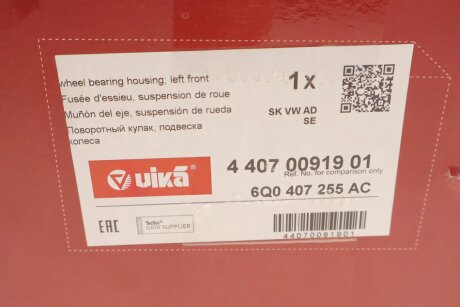 wheel bearing housing; left front
Fusée d'essieu, suspension de roue
Muñón del eje, suspensión de rueda
Поворотный кулак, подвеска
колеса
1x
SK VW AD
SE
vika
4 407 00919 01
Ref. No. for comparison only
6Q0 407 255 AC
EAC
TecDoc
DATA SUPPLIER
44070091901